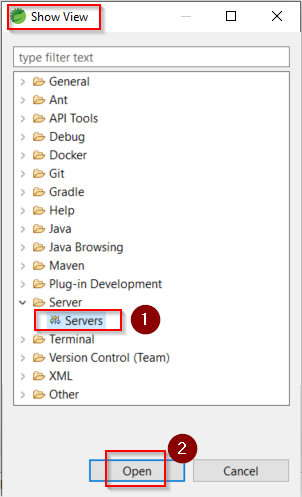 Show View
type filter text
General
Ant
API Tools
Debug
Docker
Git
Gradle
Help
Java
Java Browsing
Maven
Plug-in Development
Server
Servers
1
Terminal
Version Control (Team)
XML
Other
2
Open
Cancel